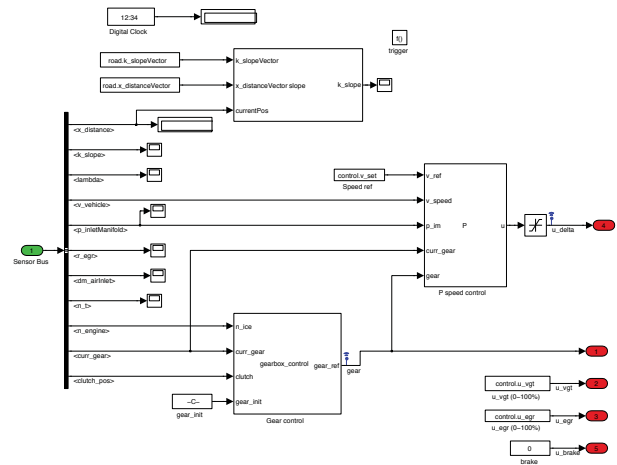 12:34
Digital Clock
f()
trigger
road.k_slopeVector
k_slopeVector
road.x_distanceVector
x_distanceVector slope
k_slope
currentPos
<x_distance>
<k_slope>
<lambda>
control.v_set
Speed ref
v_ref
<v_vehicle>
v_speed
<p_inletManifold>
p_im
P
u
u_delta
4
1
Sensor Bus
<r_egr>
curr_gear
<dm_airInlet>
gear
P speed control
<n_t>
<n_engine>
n_ice
<curr_gear>
curr_gear
gearbox_control
gear_ref
gear
1
<clutch_pos>
clutch
control.u_vgt
u_vgt
2
u_vgt (0-100%)
-C-
gear_init
gear_init
Gear control
control.u_egr
u_egr
3
u_egr (0-100%)
0
u_brake
5
brake